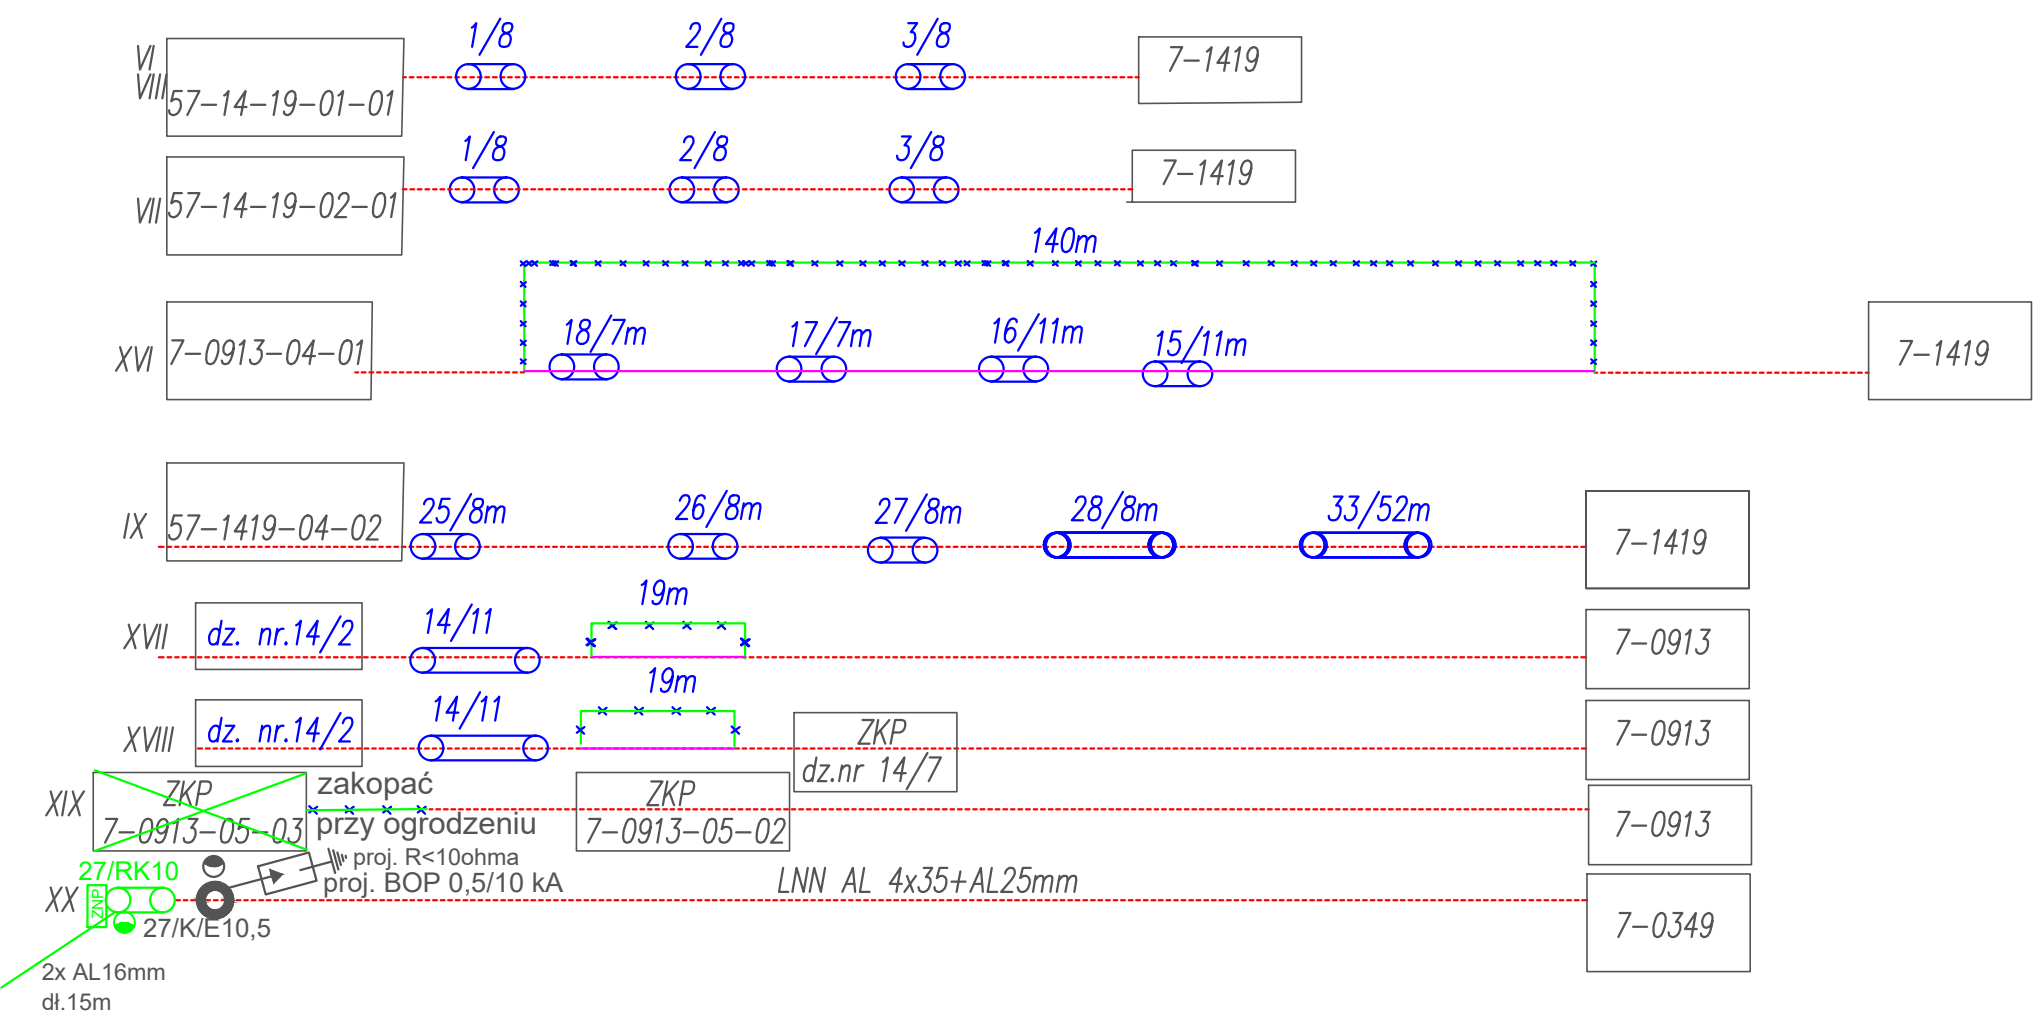 1/8
2/8
3/8
VI
VIII
57-14-19-01-01
7-1419
1/8
2/8
3/8
VII
57-14-19-02-01
7-1419
140m
XVI
7-0913-04-01
18/7m
17/7m
16/11m
15/11m
7-1419
IX
57-1419-04-02
25/8m
26/8m
27/8m
28/8m
33/52m
7-1419
XVII
dz. nr.14/2
14/11
19m
7-0913
XVIII
dz. nr.14/2
14/11
19m
ZKP
dz.nr 14/7
7-0913
XIX
ZKP
7-0913-05-03
zakopać
przy ogrodzeniu
ZKP
7-0913-05-02
7-0913
27/RK10
proj. R<10ohma
proj. BOP 0,5/10 kA
XX
ZNP
27/K/E10,5
LNN AL 4x35+AL25mm
7-0349
2x AL16mm
dł.15m